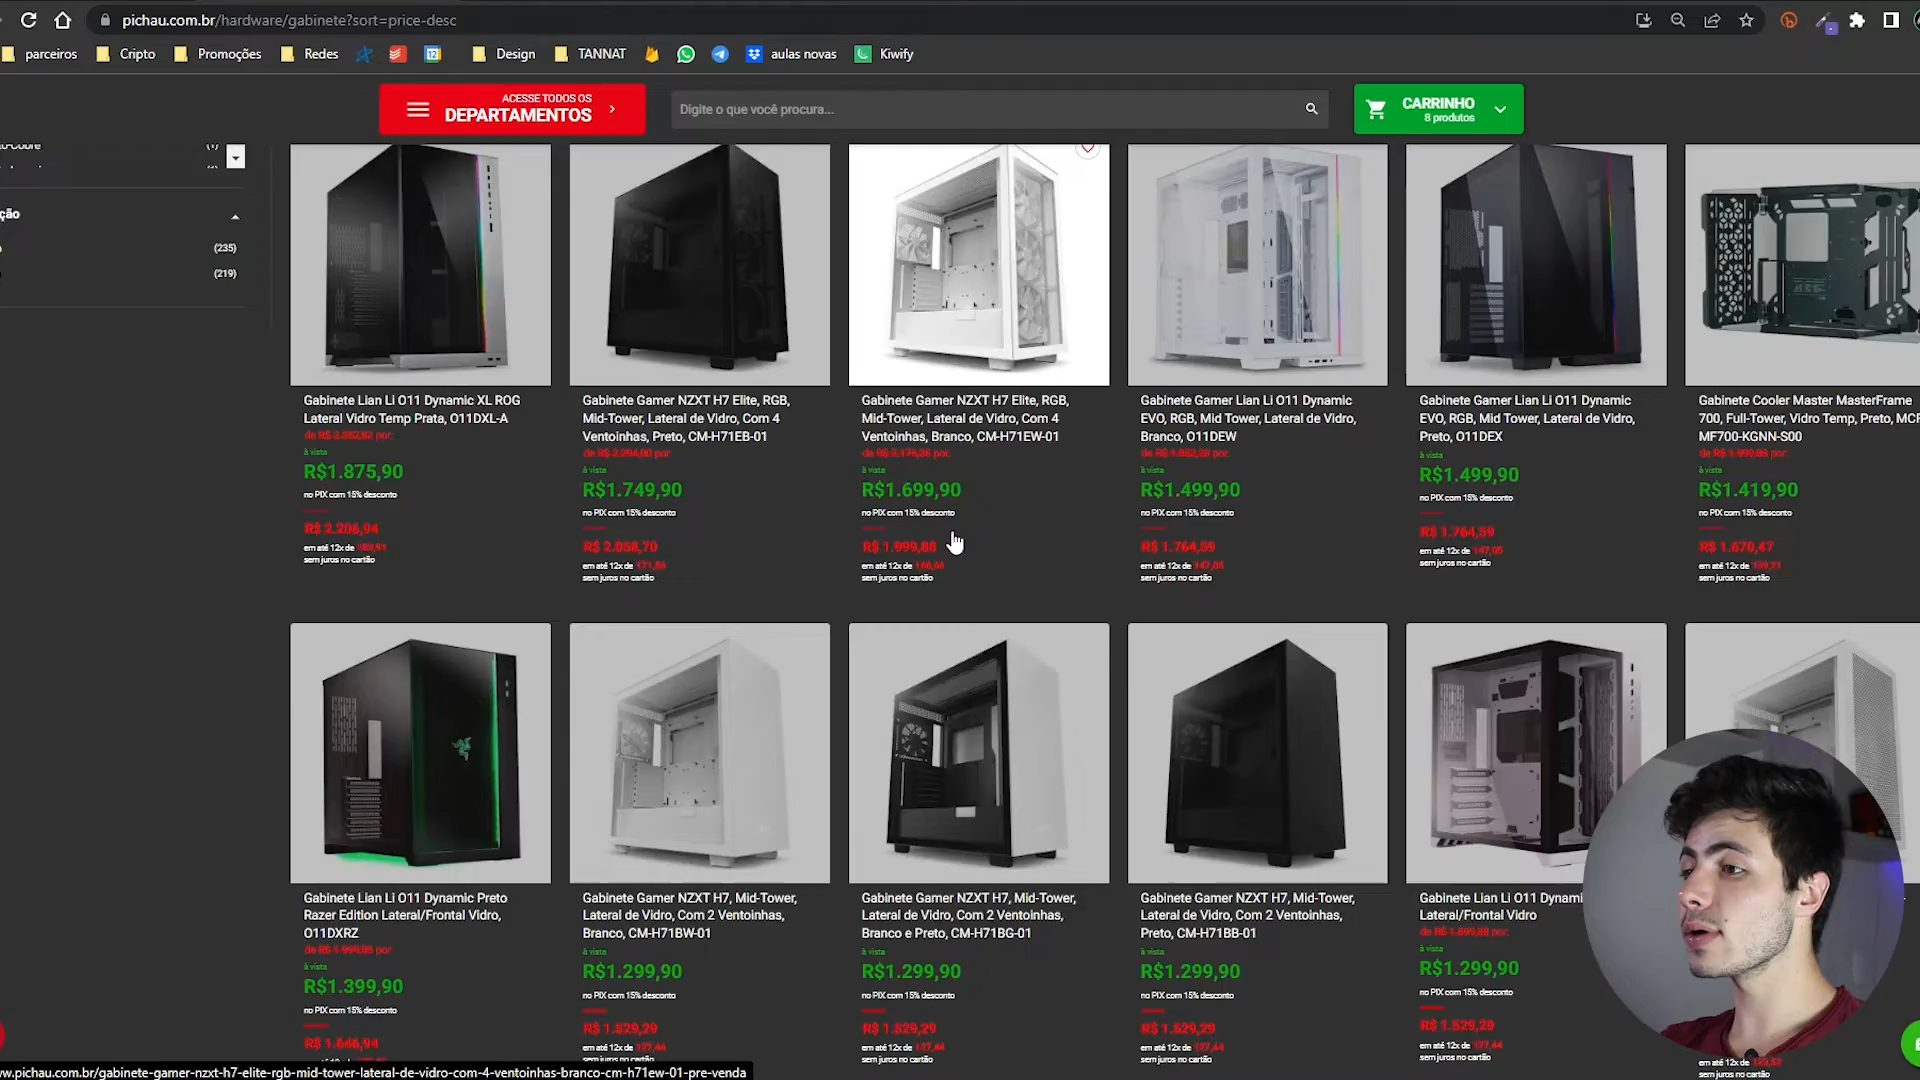 pichau.com.br/hardware/gabinete?sort=price-desc
parceiros
Cripto
Promoções
Redes
12
Design
TANNAT
aulas novas
Kiwify
ACESSE TODOS OS
DEPARTAMENTOS
Digite o que você procura...
CARRINHO
8 produtos
(1)
ção
(235)
(219)
Gabinete Lian Li O11 Dynamic XL ROG
Lateral Vidro Temp Prata, O11DXL-A
à vista
R$1.875,90
no PIX com 15% desconto
R$ 2.206,94
em até 12x de
sem juros no cartão
Gabinete Gamer NZXT H7 Elite, RGB,
Mid-Tower, Lateral de Vidro, Com 4
Ventoinhas, Preto, CM-H71EB-01
de R$ 2.294,00 por:
à vista
R$1.749,90
no PIX com 15% desconto
R$ 2.058,70
em até 12x de 171,56
sem juros no cartão
Gabinete Gamer NZXT H7 Elite, RGB,
Mid-Tower, Lateral de Vidro, Com 4
Ventoinhas, Branco, CM-H71EW-01
à vista
R$1.699,90
no PIX com 15% desconto
R$ 1.999,88
em até 12x de 166,66
sem juros no cartão
Gabinete Gamer Lian Li O11 Dynamic
EVO, RGB, Mid Tower, Lateral de Vidro,
Branco, O11DEW
à vista
R$1.499,90
no PIX com 15% desconto
R$ 1.764,59
em até 12x de 147,05
sem juros no cartão
Gabinete Gamer Lian Li O11 Dynamic
EVO, RGB, Mid Tower, Lateral de Vidro,
Preto, O11DEX
à vista
R$1.499,90
no PIX com 15% desconto
R$ 1.764,59
em até 12x de 147,05
sem juros no cartão
Gabinete Cooler Master MasterFrame
700, Full-Tower, Vidro Temp, Preto, MCF
MF700-KGNN-S00
de R$ 1.999,88 por:
à vista
R$1.419,90
no PIX com 15% desconto
R$ 1.670,47
em até 12x de
sem juros no cartão
Gabinete Lian Li O11 Dynamic Preto
Razer Edition Lateral/Frontal Vidro,
O11DXRZ
de R$ 1.999,88 por:
à vista
R$1.399,90
no PIX com 15% desconto
R$ 1.646,94
Gabinete Gamer NZXT H7, Mid-Tower,
Lateral de Vidro, Com 2 Ventoinhas,
Branco, CM-H71BW-01
à vista
R$1.299,90
no PIX com 15% desconto
R$ 1.529,29
em até 12x de 127,44
sem juros no cartão
Gabinete Gamer NZXT H7, Mid-Tower,
Lateral de Vidro, Com 2 Ventoinhas,
Branco e Preto, CM-H71BG-01
à vista
R$1.299,90
no PIX com 15% desconto
R$ 1.529,29
em até 12x de 127,44
sem juros no cartão
Gabinete Gamer NZXT H7, Mid-Tower,
Lateral de Vidro, Com 2 Ventoinhas,
Preto, CM-H71BB-01
à vista
R$1.299,90
no PIX com 15% desconto
R$ 1.529,29
em até 12x de 127,44
sem juros no cartão
Gabinete Lian Li O11 Dynami
Lateral/Frontal Vidro
de R$ 1.899,88 por:
à vista
R$1.299,90
no PIX com 15% desconto
R$ 1.529,29
em até 12x de 127,44
sem juros no cartão
em até 12x de
sem juros no cartão
w.pichau.com.br/gabinete-gamer-nzxt-h7-elite-rgb-mid-tower-lateral-de-vidro-com-4-ventoinhas-branco-cm-h71ew-01-pre-venda